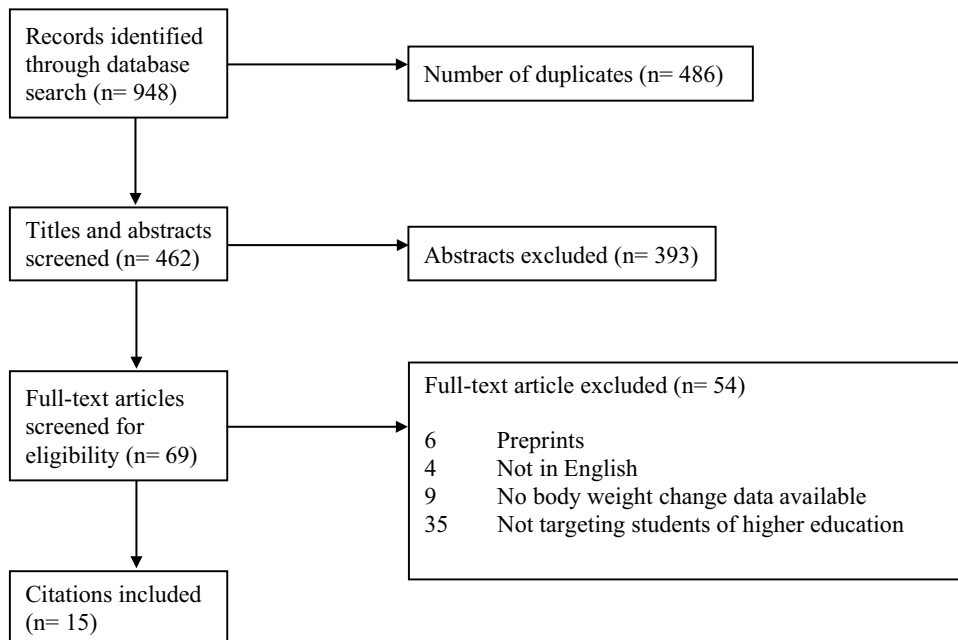 Records identified
through database
search (n= 948)
Number of duplicates (n= 486)
Titles and abstracts
screened (n= 462)
Abstracts excluded (n= 393)
Full-text articles
screened for
eligibility (n= 69)
Full-text article excluded (n= 54)
6 Preprints
4 Not in English
9 No body weight change data available
35 Not targeting students of higher education
Citations included
(n= 15)